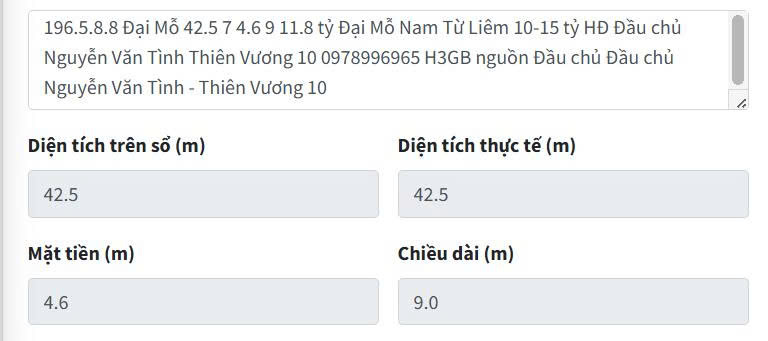 196.5.8.8 Đại Mỗ 42.5 7 4.6 9 11.8 tỷ Đại Mỗ Nam Từ Liêm 10-15 tỷ HĐ Đầu chủ
Nguyễn Văn Tình Thiên Vương 10 0978996965 H3GB nguồn Đầu chủ Đầu chủ
Nguyễn Văn Tình - Thiên Vương 10
Diện tích trên sổ (m)
Diện tích thực tế (m)
42.5
42.5
Mặt tiền (m)
Chiều dài (m)
4.6
9.0